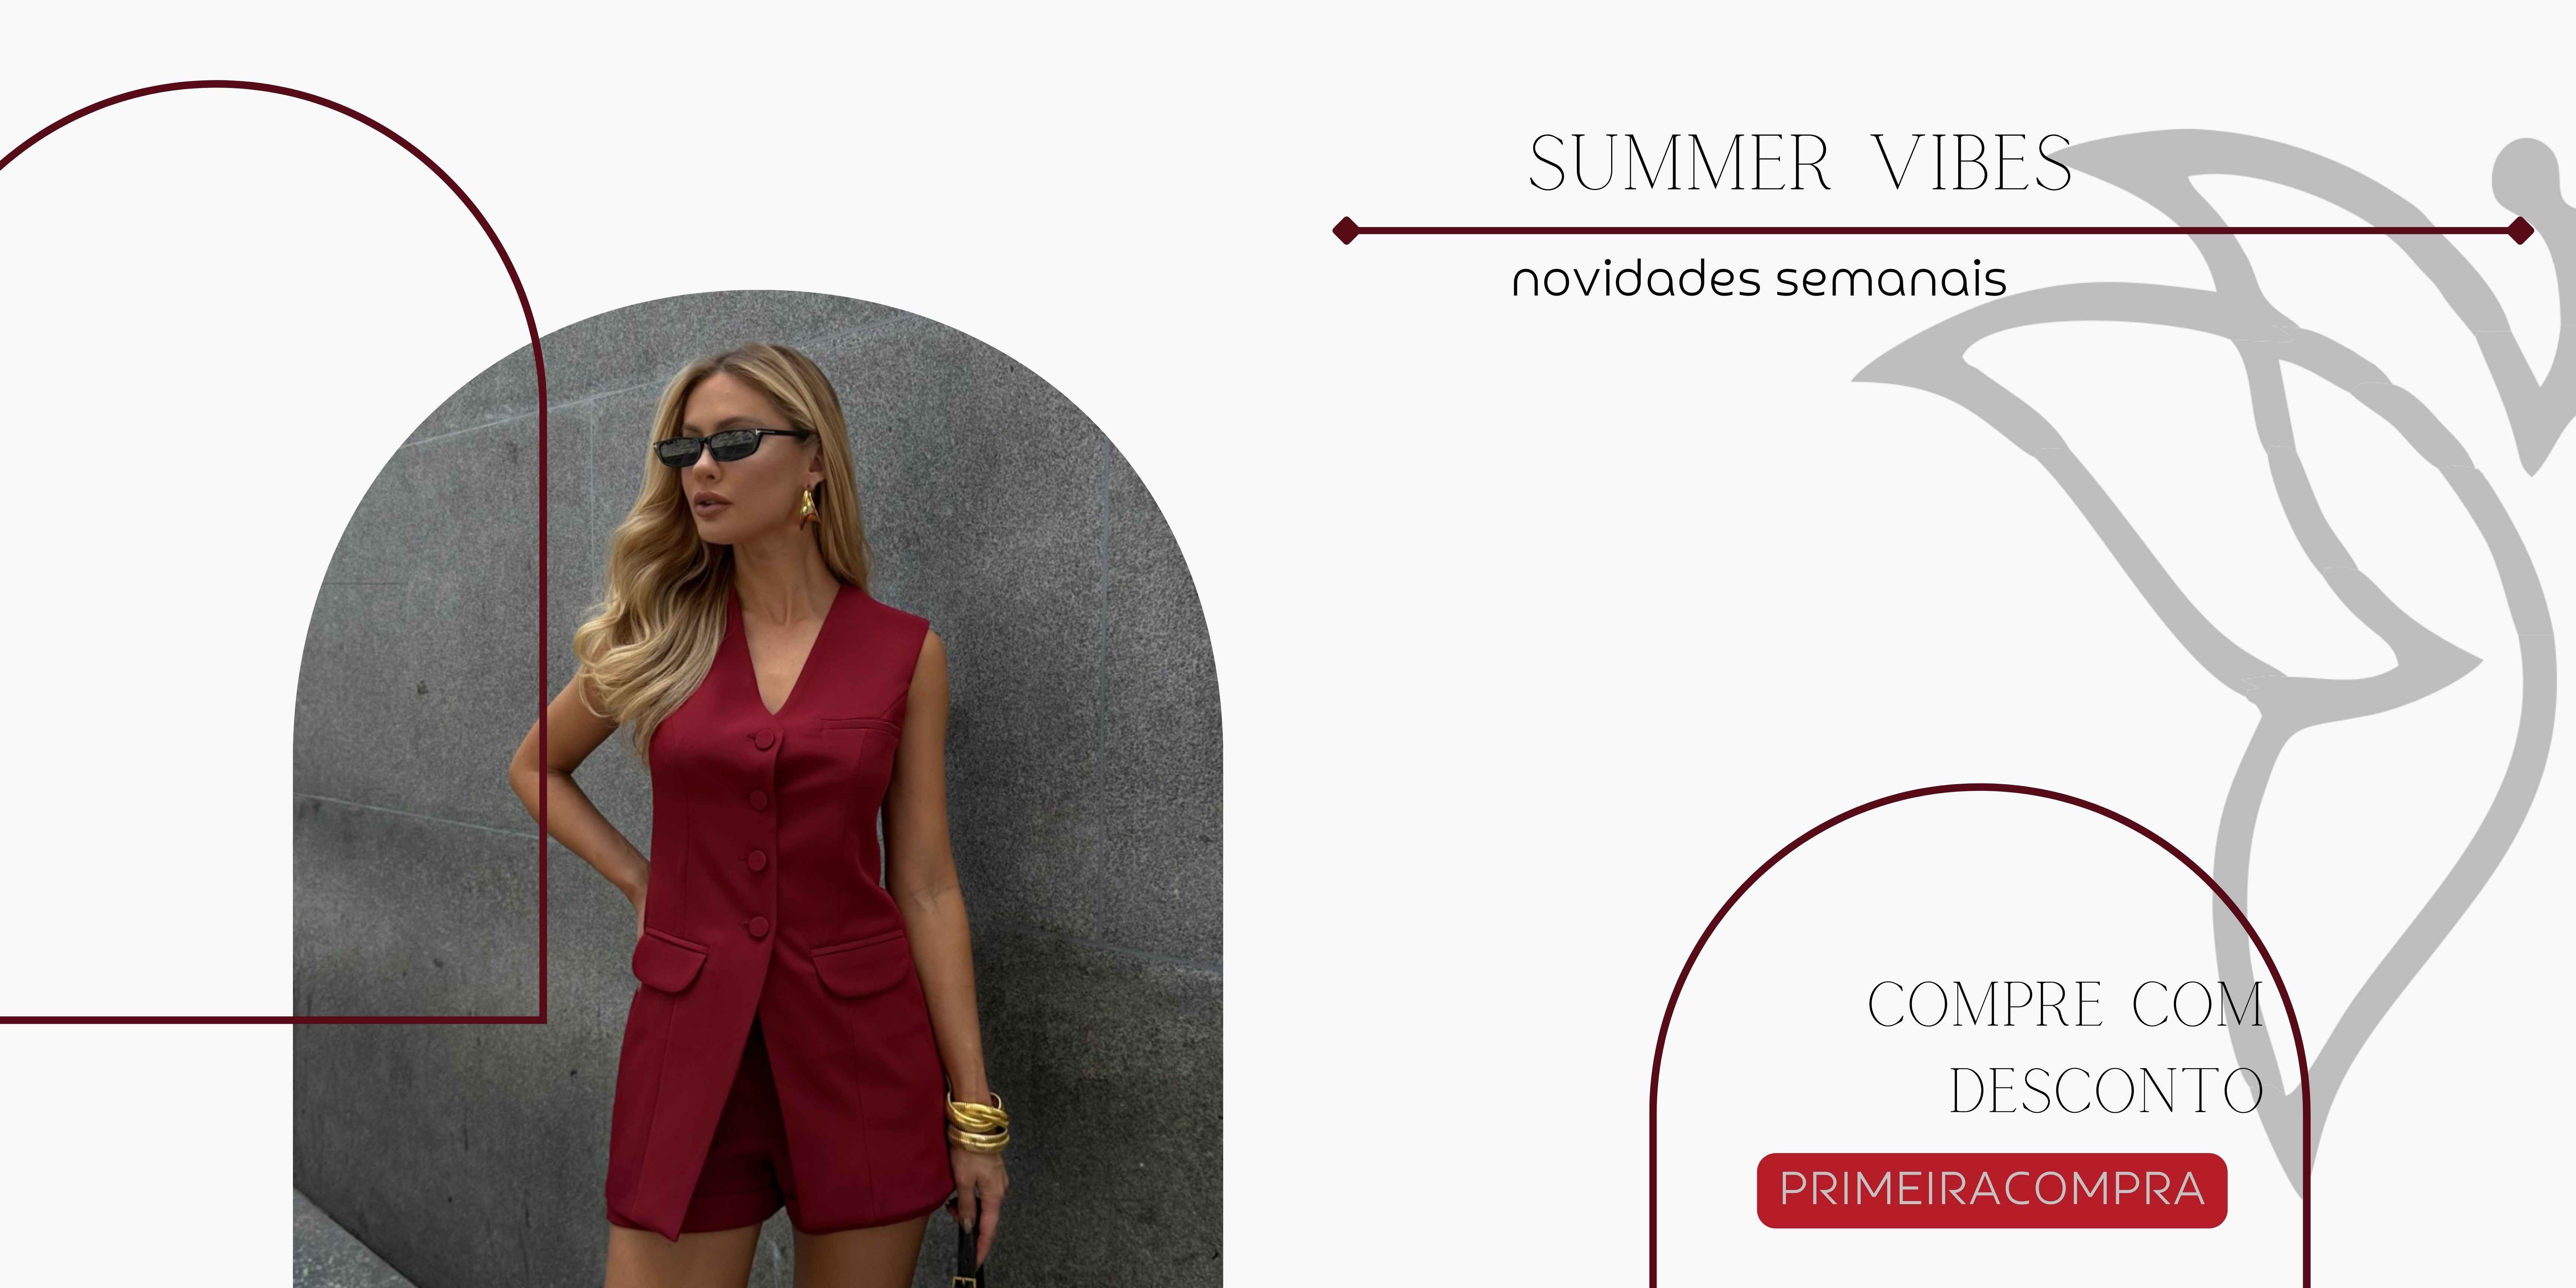 SUMMER VIBES
novidades semanais
COMPRE COM
DESCONTO
PRIMEIRACOMPRA